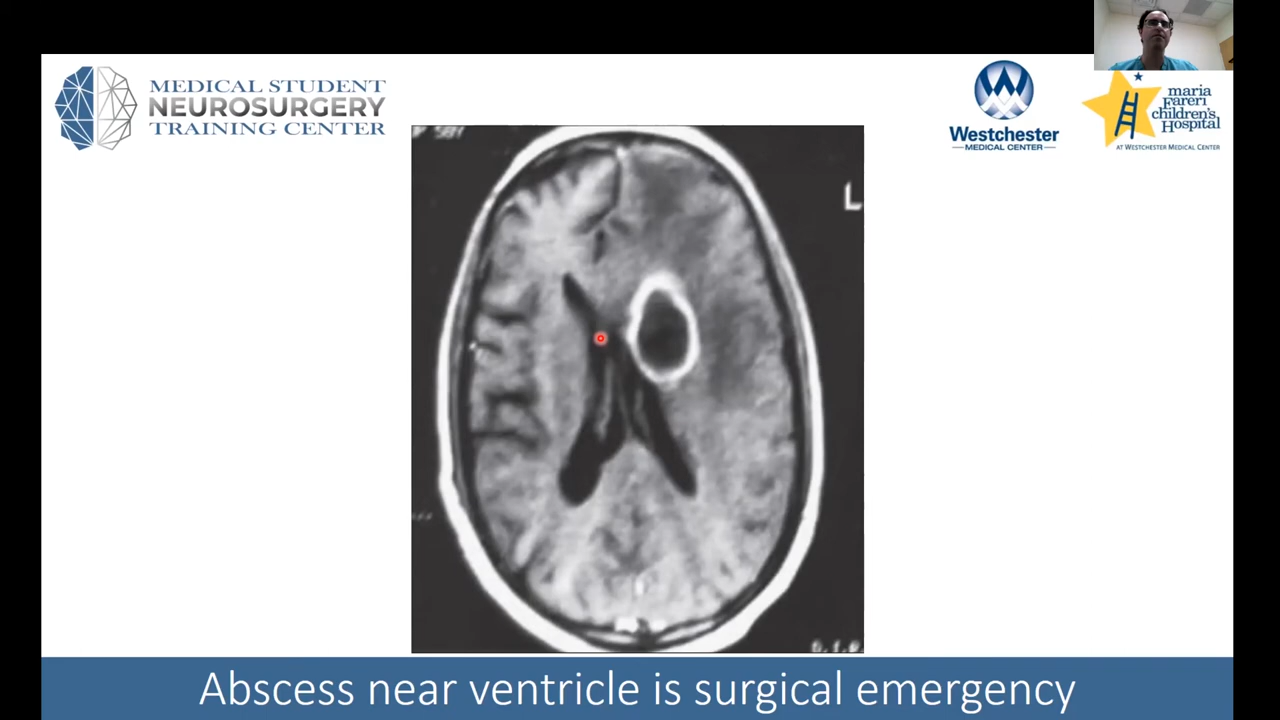 MEDICAL STUDENT
NEUROSURGERY
TRAINING CENTER
Westchester
MEDICAL CENTER
maria
Fareri
children's
Hospital
AT WESTCHESTER MEDICAL CENTER
L
Abscess near ventricle is surgical emergency